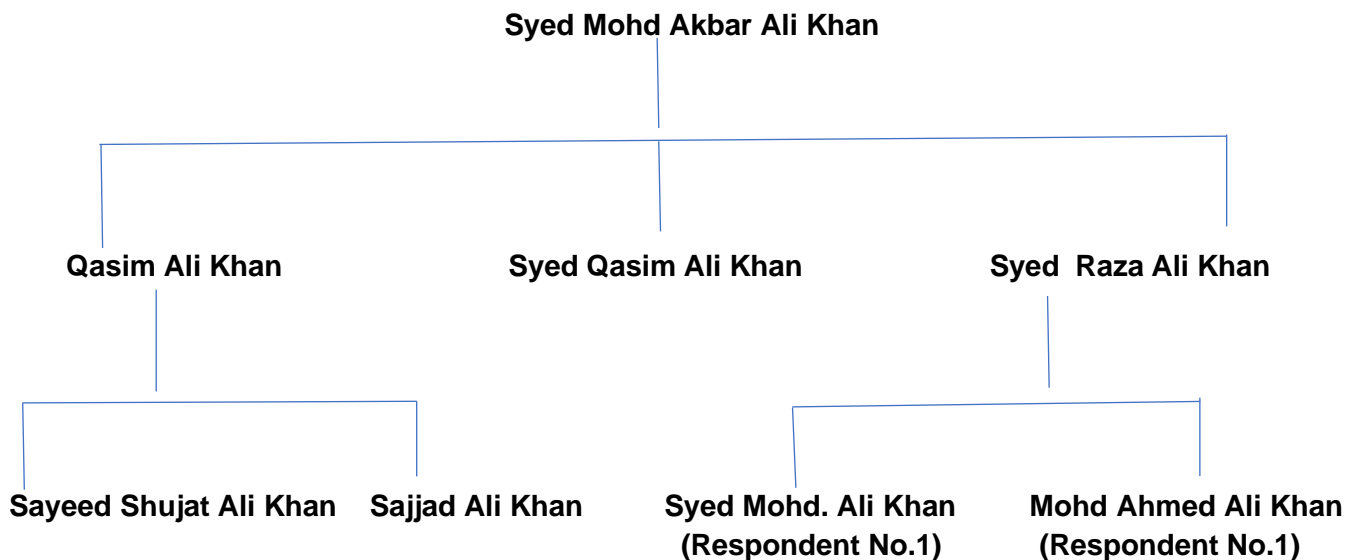 Syed Mohd Akbar Ali Khan
Qasim Ali Khan
Syed Qasim Ali Khan
Syed Raza Ali Khan
Sayeed Shujat Ali Khan
Sajjad Ali Khan
Syed Mohd. Ali Khan
(Respondent No.1)
Mohd Ahmed Ali Khan
(Respondent No.1)